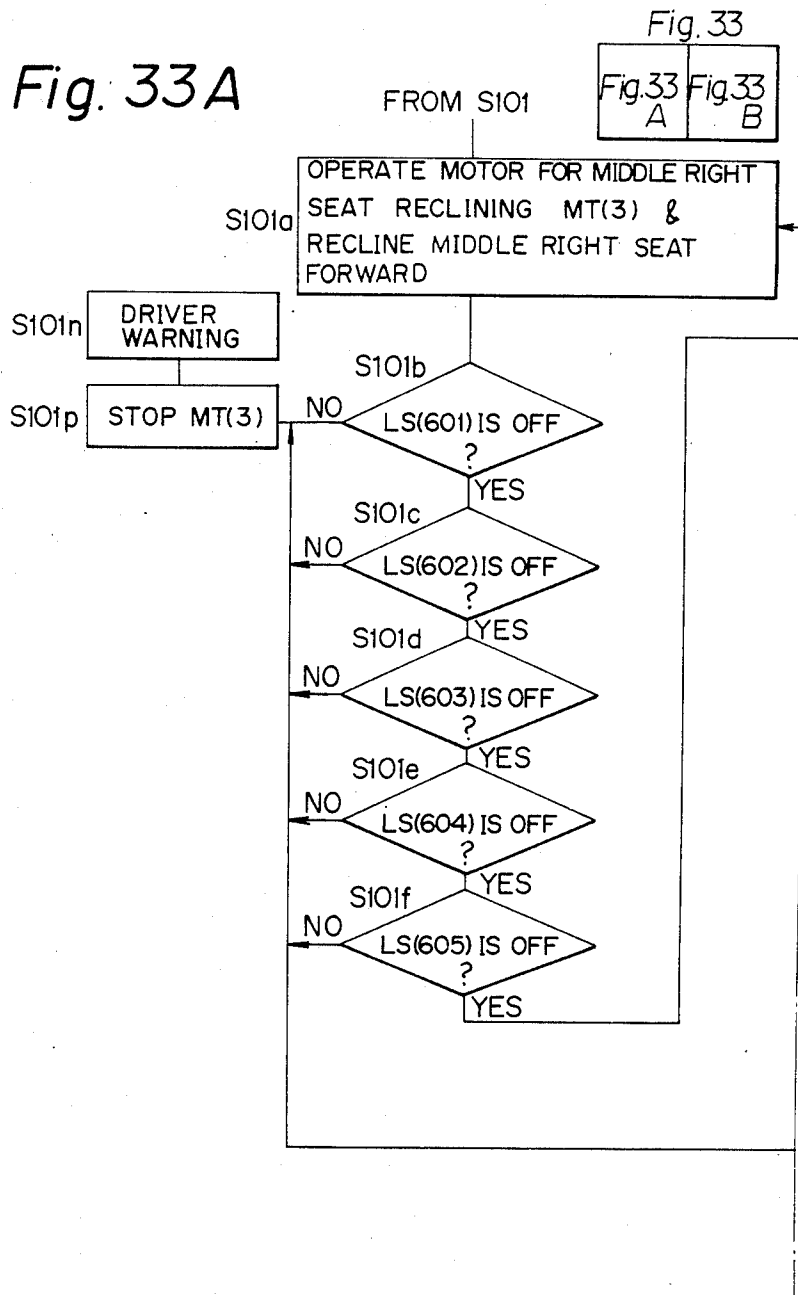 Fig. 33
Fig. 33A
Fig.33 A
Fig.33 B
FROM S101
S101a
OPERATE MOTOR FOR MIDDLE RIGHT
SEAT RECLINING MT(3) &
RECLINE MIDDLE RIGHT SEAT
FORWARD
S101n
DRIVER
WARNING
S101p
STOP MT(3)
S101b
NO
LS(601) IS OFF
?
YES
S101c
NO
LS(602) IS OFF
?
YES
S101d
NO
LS(603) IS OFF
?
YES
S101e
NO
LS(604) IS OFF
?
YES
S101f
NO
LS(605) IS OFF
?
YES